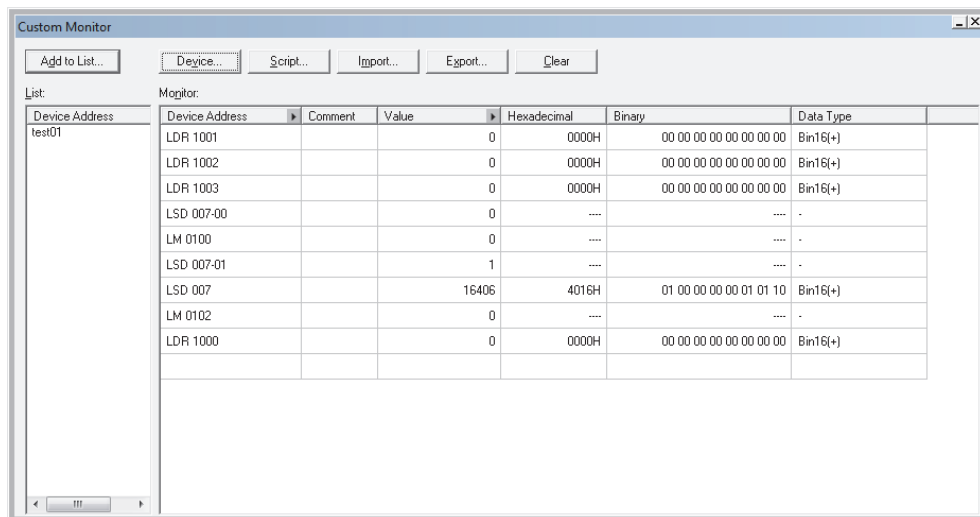 Custom Monitor
Add to List... Device... Script... Import... Export... Clear
List: Monitor:
Device Address Device Address Comment Value Hexadecimal Binary Data Type
test01 LDR 1001 0 0000H 00 00 00 00 00 00 00 00 Bin16(+)
LDR 1002 0 0000H 00 00 00 00 00 00 00 00 Bin16(+)
LDR 1003 0 0000H 00 00 00 00 00 00 00 00 Bin16(+)
LSD 007-00 0 ---- ---- -
LM 0100 0 ---- ---- -
LSD 007-01 1 ---- ---- -
LSD 007 16406 4016H 01 00 00 00 00 01 01 10 Bin16(+)
LM 0102 0 ---- ---- -
LDR 1000 0 0000H 00 00 00 00 00 00 00 00 Bin16(+)